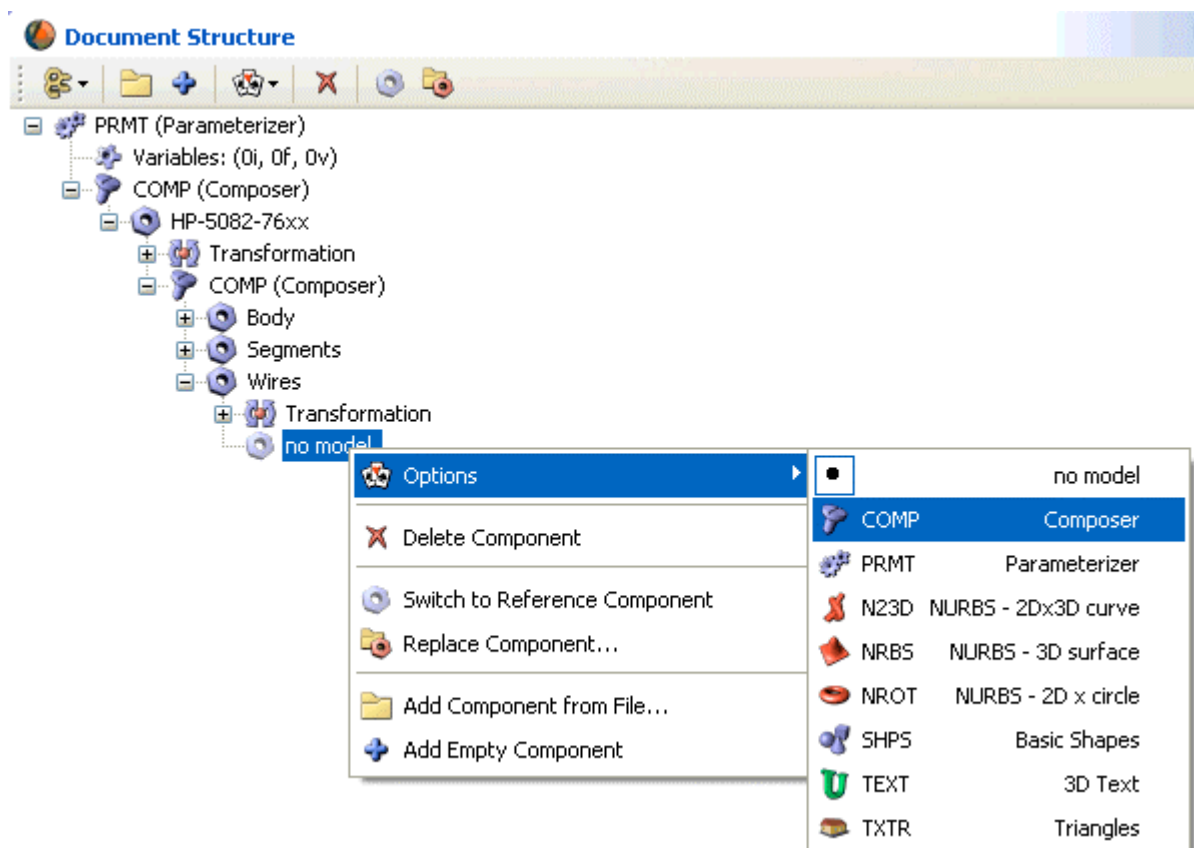 Document Structure
PRMT (Parameterizer)
Variables: (0i, 0f, 0v)
COMP (Composer)
HP-5082-76xx
Transformation
COMP (Composer)
Body
Segments
Wires
Transformation
no model
Options
Delete Component
Switch to Reference Component
Replace Component...
Add Component from File...
Add Empty Component
no model
COMP Composer
PRMT Parameterizer
N23D NURBS - 2Dx3D curve
NRBS NURBS - 3D surface
NROT NURBS - 2D x circle
SHPS Basic Shapes
TEXT 3D Text
TXTR Triangles